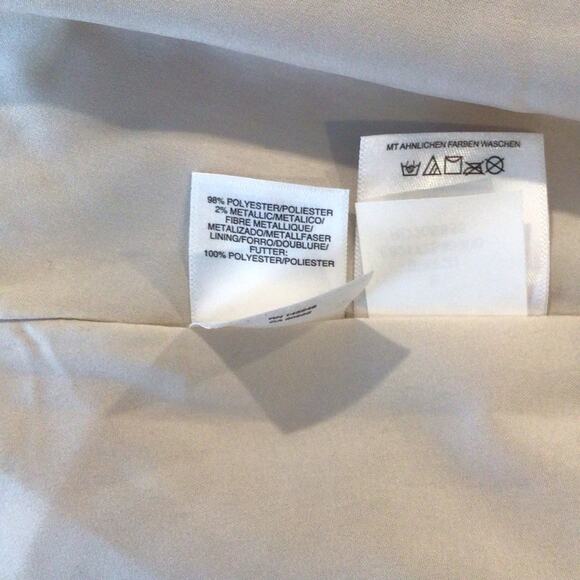 98% POLYESTER/POLIESTER
2% METALLIC/METALICO/
FIBRE METALLIQUE/
METALIZADO/METALLFASER
LINING/FORRO/DOUBLURE/
FUTTER:
100% POLYESTER/POLIESTER
MT AHNLICHEN FARBEN WASCHEN